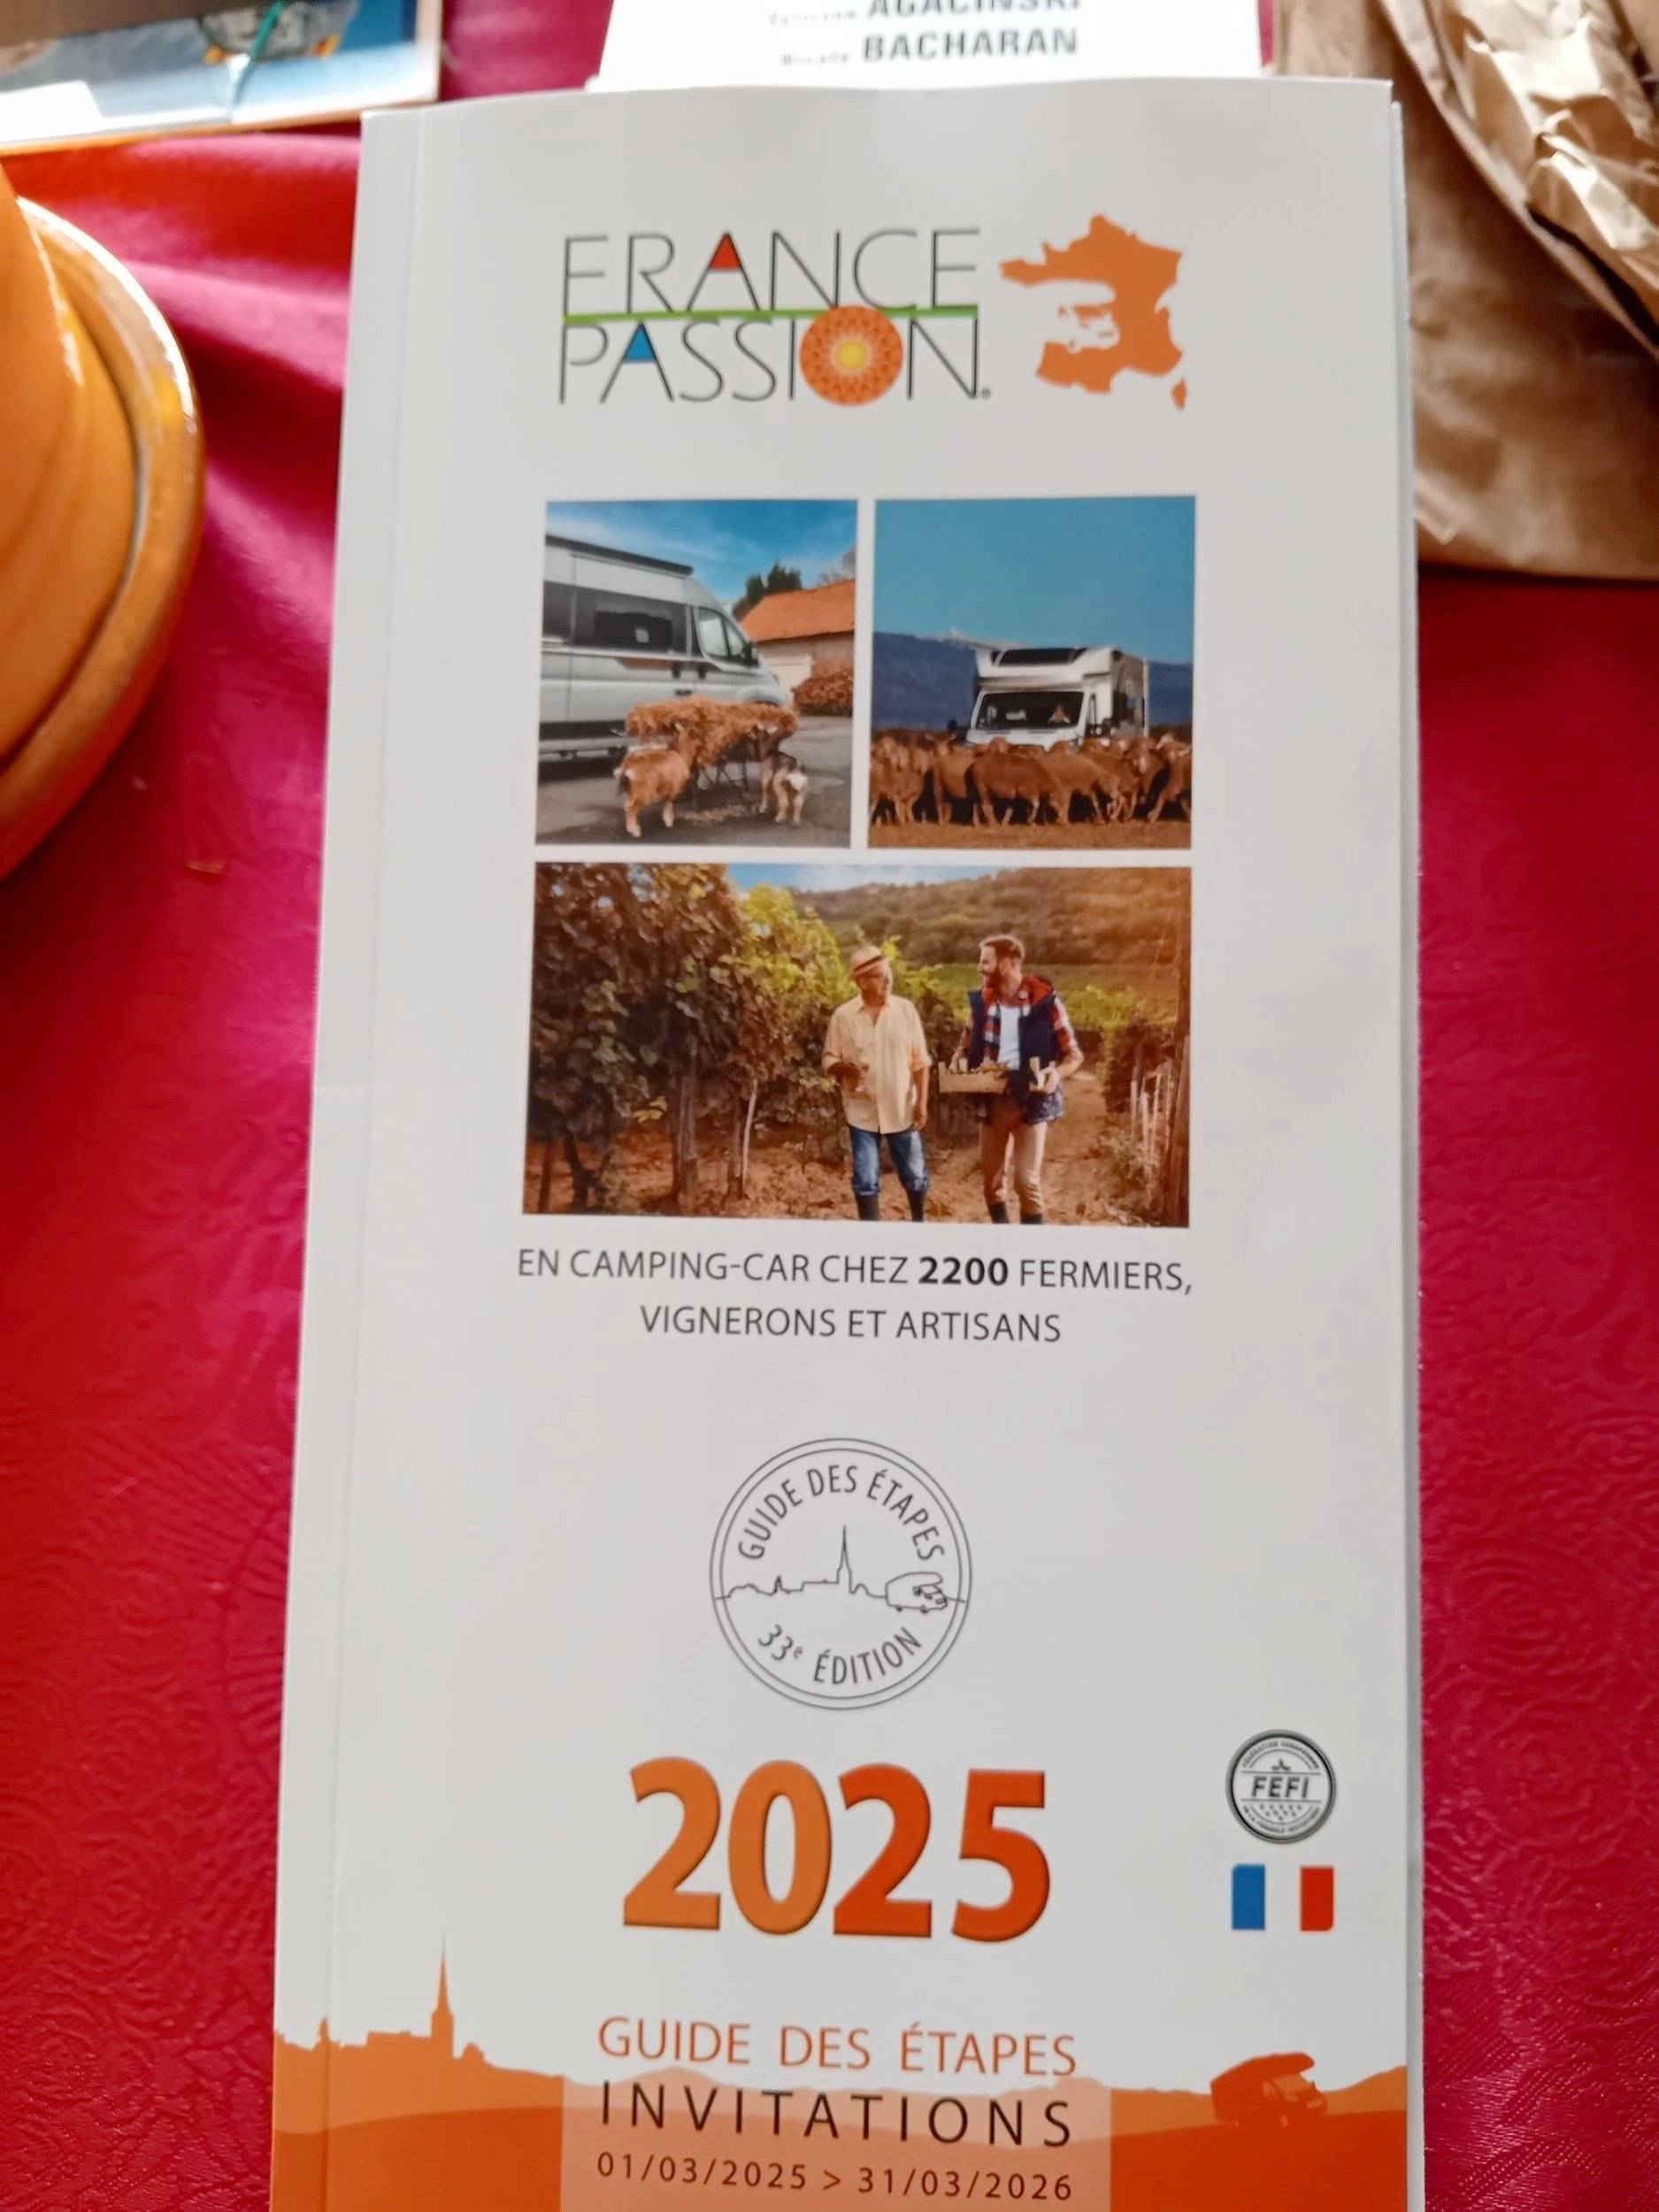 AGACINSKI
BACHARAN
FRANCE
PASSION
EN CAMPING-CAR CHEZ 2200 FERMIERS,
VIGNERONS ET ARTISANS
GUIDE DES ÉTAPES
33e ÉDITION
2025
FEFI
GUIDE DES ÉTAPES
INVITATIONS
01/03/2025 > 31/03/2026